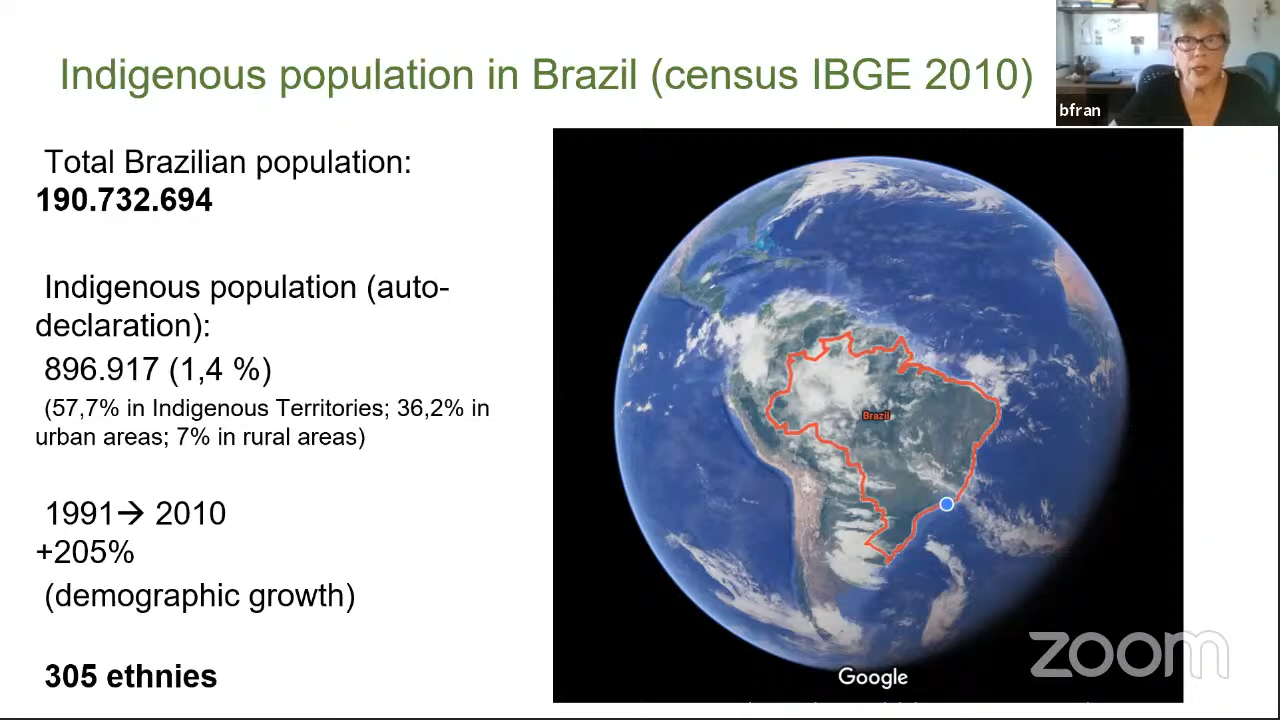 Indigenous population in Brazil (census IBGE 2010)
bfran
Total Brazilian population:
190.732.694
Indigenous population (auto-
declaration):
896.917 (1,4 %)
(57,7% in Indigenous Territories; 36,2% in
urban areas; 7% in rural areas)
1991→ 2010
+205%
(demographic growth)
305 ethnies
Brazil
Google
zoom